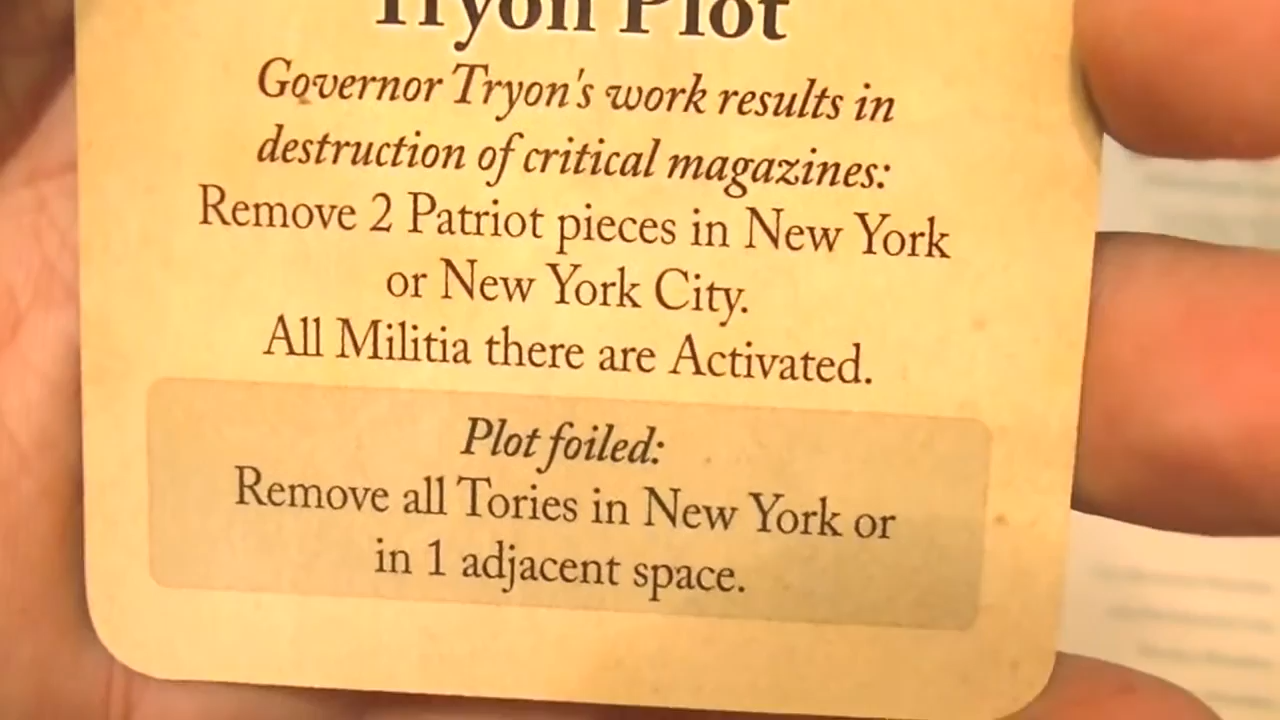 Tryon Plot
Governor Tryon's work results in
destruction of critical magazines:
Remove 2 Patriot pieces in New York
or New York City.
All Militia there are Activated.
Plot foiled:
Remove all Tories in New York or
in 1 adjacent space.